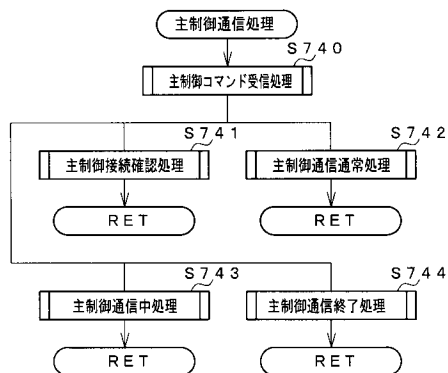 主制御通信処理
S740
主制御コマンド受信処理
S741
S742
主制御接続確認処理
主制御通信通常処理
RET
RET
S743
S744
主制御通信中処理
主制御通信終了処理
RET
RET